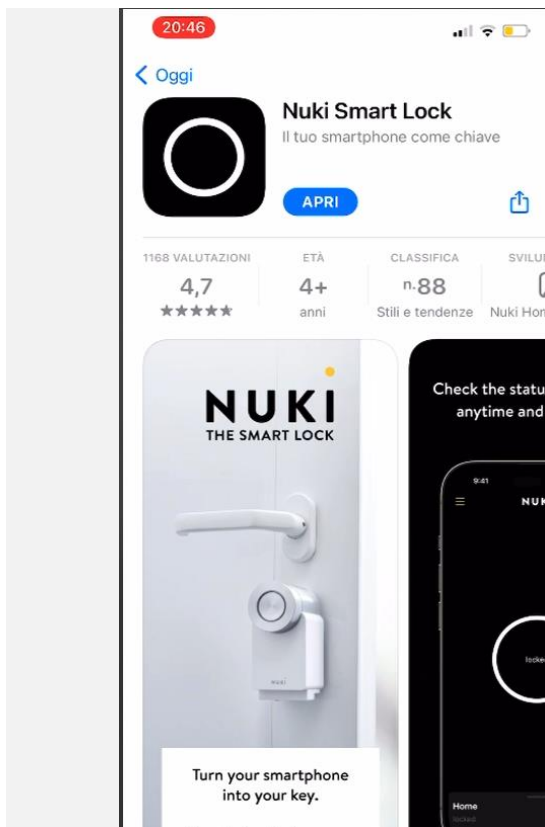 20:46
Oggi
Nuki Smart Lock
Il tuo smartphone come chiave
APRI
1168 VALUTAZIONI
4,7
ETÀ
4+
anni
CLASSIFICA
n.88
Stili e tendenze
NUKI
THE SMART LOCK
NUKI
Turn your smartphone
into your key.
Check the
anytime and
9:41
locked
Home
locked